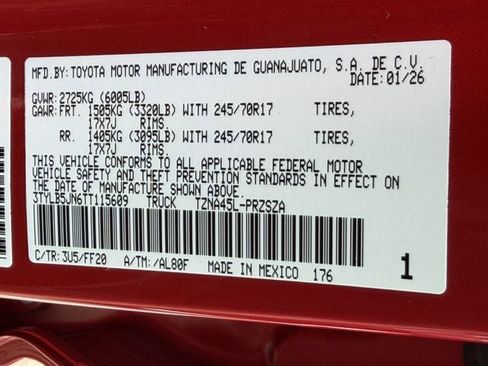 MFD.BY: TOYOTA MOTOR MANUFACTURING DE GUANAJUATO, S.A. DE C.V.
DATE: 01/26
GVWR: 2725KG (6005LB)
GAWR: FRT. 1505KG (3320LB) WITH 245/70R17 TIRES,
17X7J RIMS.
RR. 1405KG (3095LB) WITH 245/70R17 TIRES,
17X7J RIMS.
THIS VEHICLE CONFORMS TO ALL APPLICABLE FEDERAL MOTOR
VEHICLE SAFETY AND THEFT PREVENTION STANDARDS IN EFFECT
ON THE DATE OF MANUFACTURE SHOWN ABOVE.
3TYLB5JN6TT115609 TRUCK TZNA45L-PRZSZA
C/TR: 3U5/FF20 A/TM: /AL80F MADE IN MEXICO 176 1